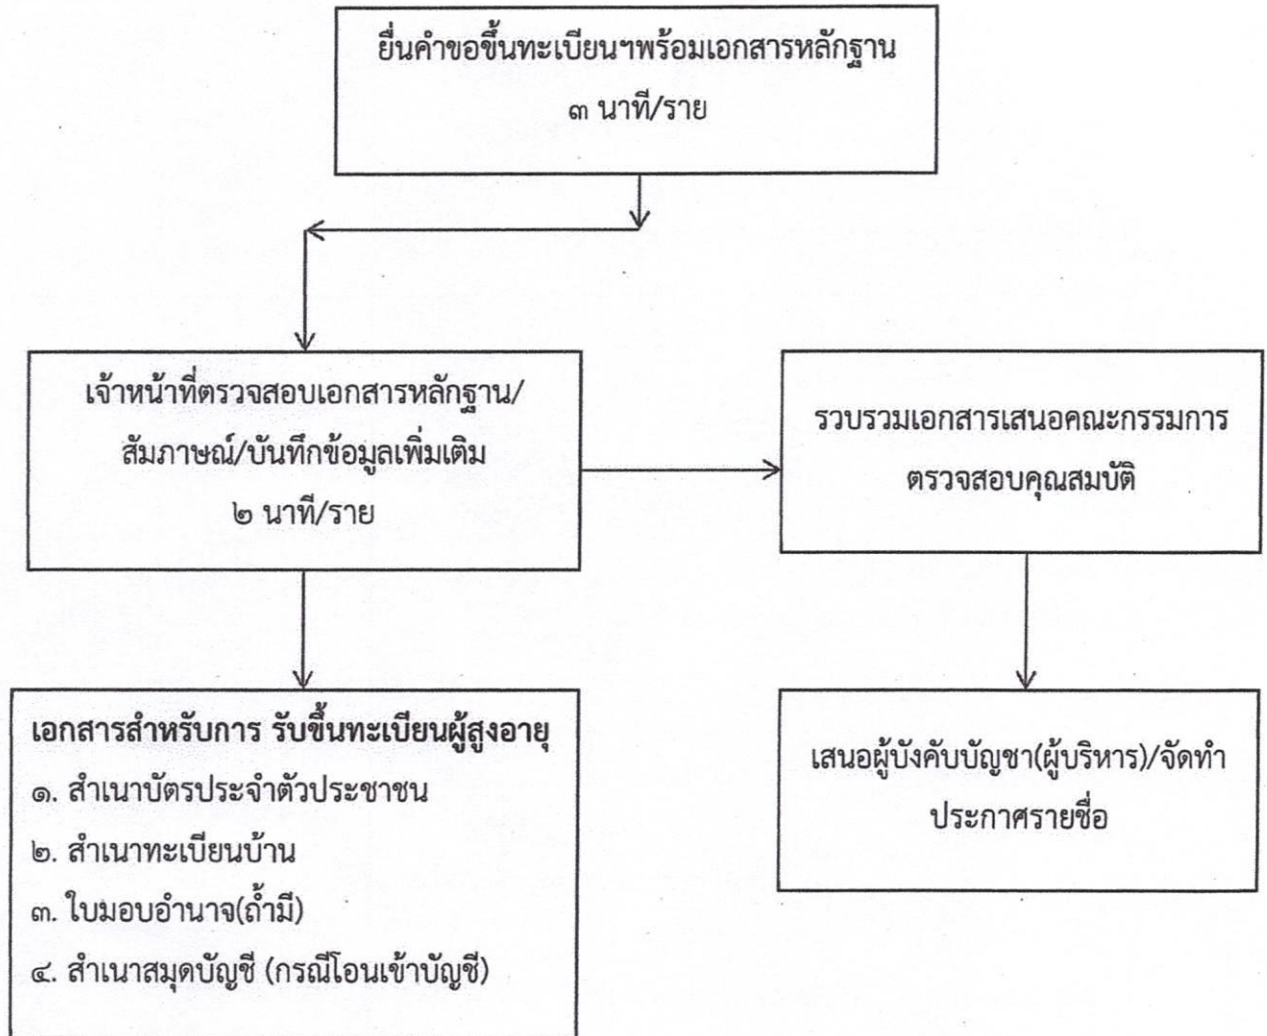 ยื่นคำขอขึ้นทะเบียนฯพร้อมเอกสารหลักฐาน
๓ นาที/ราย
เจ้าหน้าที่ตรวจสอบเอกสารหลักฐาน/
สัมภาษณ์/บันทึกข้อมูลเพิ่มเติม
๒ นาที/ราย
รวบรวมเอกสารเสนอคณะกรรมการ
ตรวจสอบคุณสมบัติ
เอกสารสำหรับการ รับขึ้นทะเบียนผู้สูงอายุ
๑. สำเนาบัตรประจำตัวประชาชน
๒. สำเนาทะเบียนบ้าน
๓. ใบมอบอำนาจ(ถ้ามี)
๔. สำเนาสมุดบัญชี (กรณีโอนเข้าบัญชี)
เสนอผู้บังคับบัญชา(ผู้บริหาร)/จัดทำ
ประกาศรายชื่อ